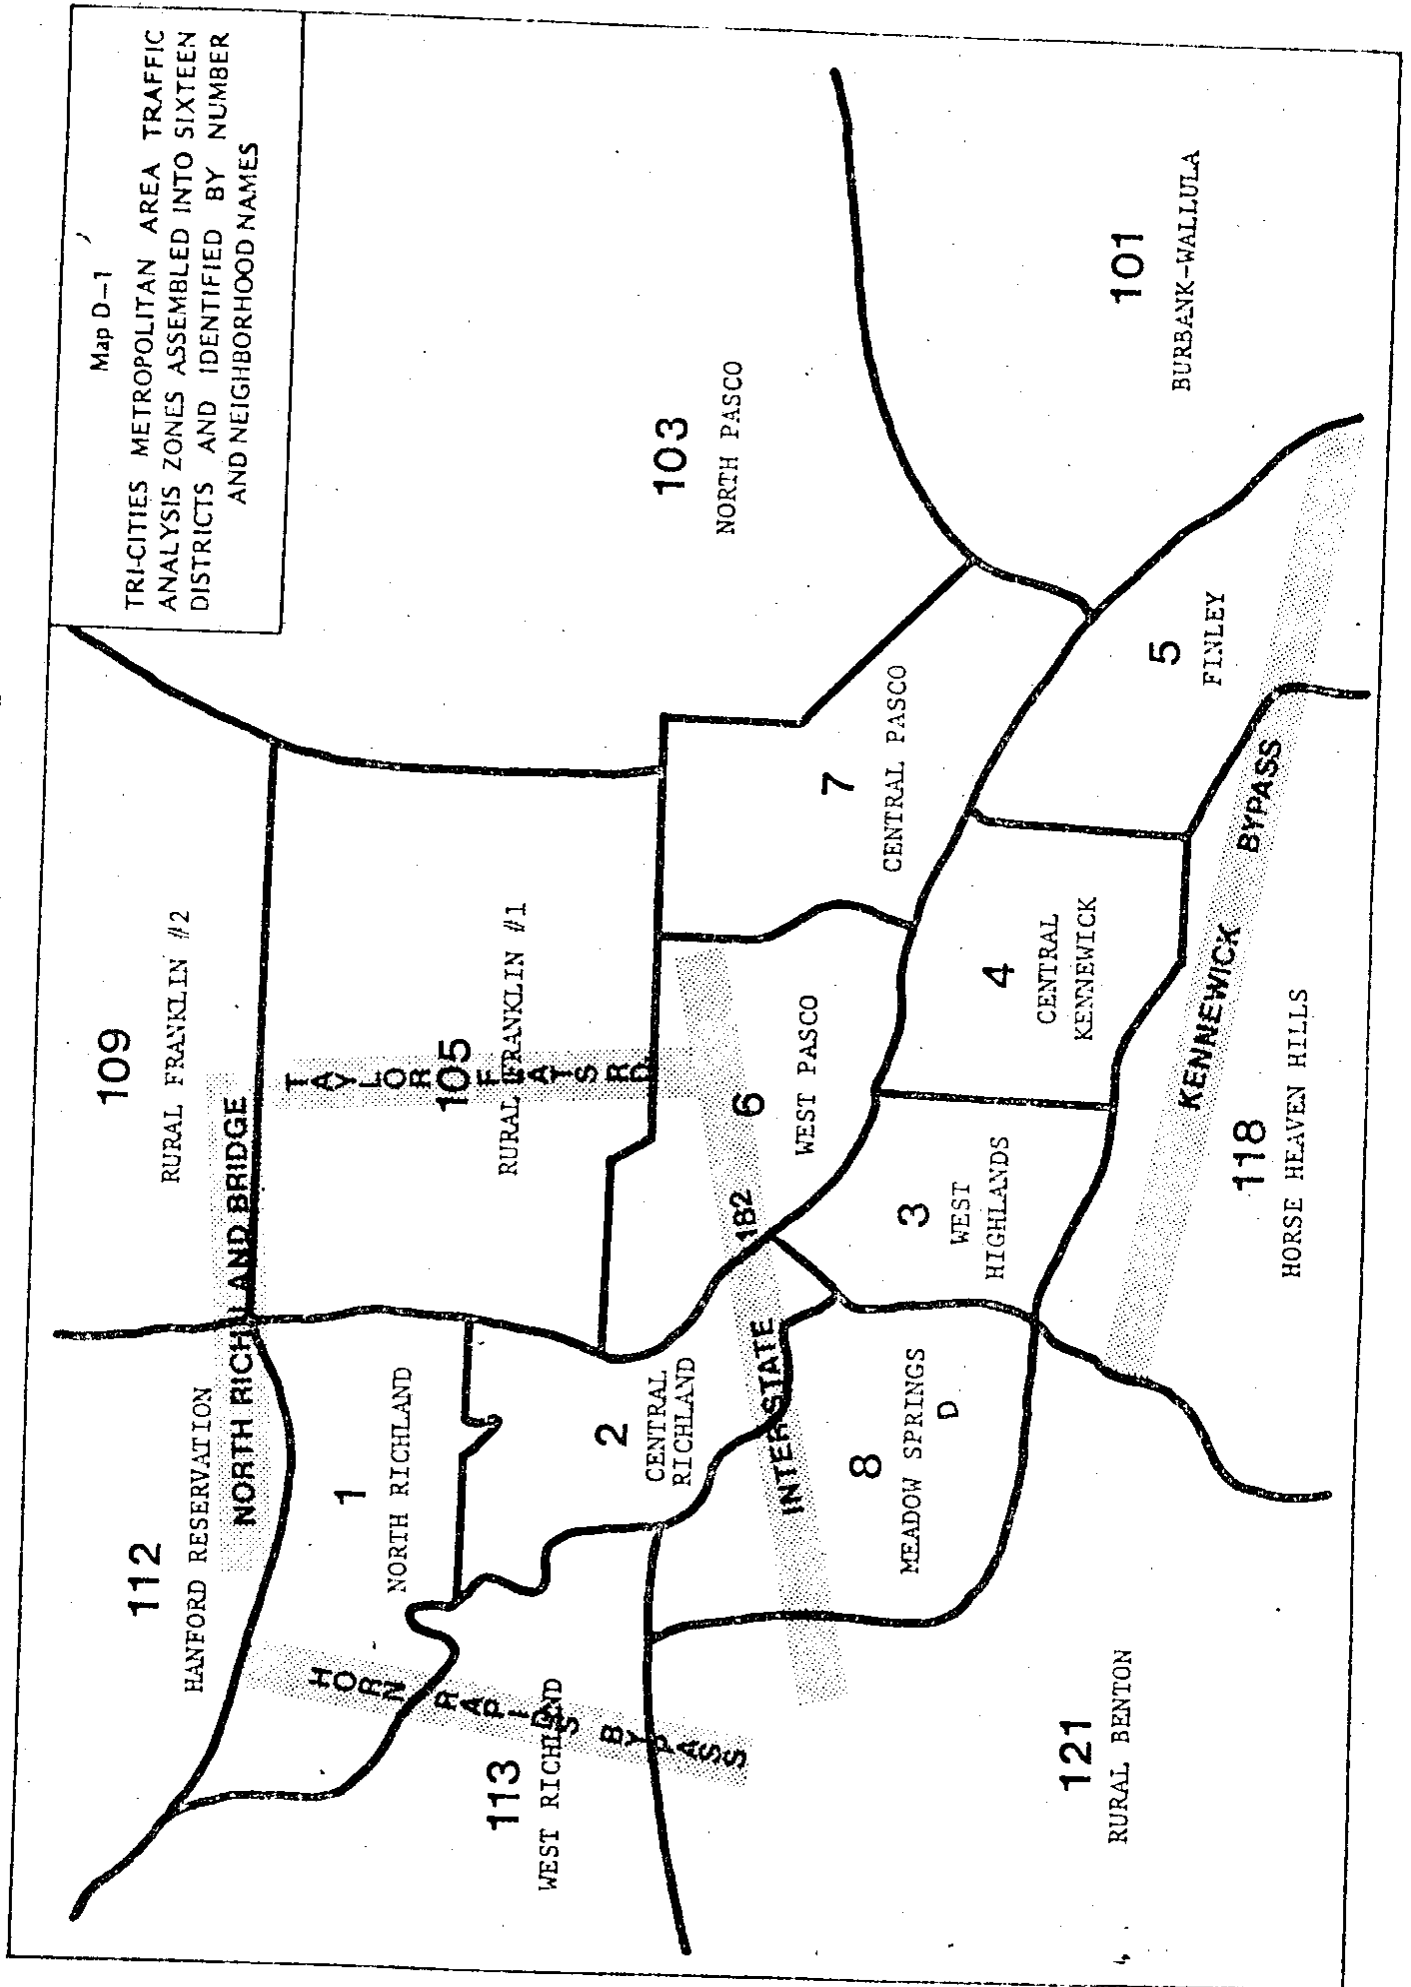 Map D-1
TRI-CITIES METROPOLITAN AREA TRAFFIC
ANALYSIS ZONES ASSEMBLED INTO SIXTEEN
DISTRICTS AND IDENTIFIED BY NUMBER
AND NEIGHBORHOOD NAMES
109
RURAL FRANKLIN #2
112
HANFORD RESERVATION
NORTH RICHLAND BRIDGE
TAYLOR FLATS RD.
105
RURAL FRANKLIN #1
103
NORTH PASCO
1
NORTH RICHLAND
HORN RAPIDS BYPASS
113
WEST RICHLAND
2
CENTRAL
RICHLAND
INTERSTATE
182
6
WEST PASCO
7
CENTRAL PASCO
101
BURBANK-WALLULA
8
MEADOW SPRINGS
D
3
WEST
HIGHLANDS
4
CENTRAL
KENNEWICK
5
FINLEY
KENNEWICK BYPASS
118
HORSE HEAVEN HILLS
121
RURAL BENTON